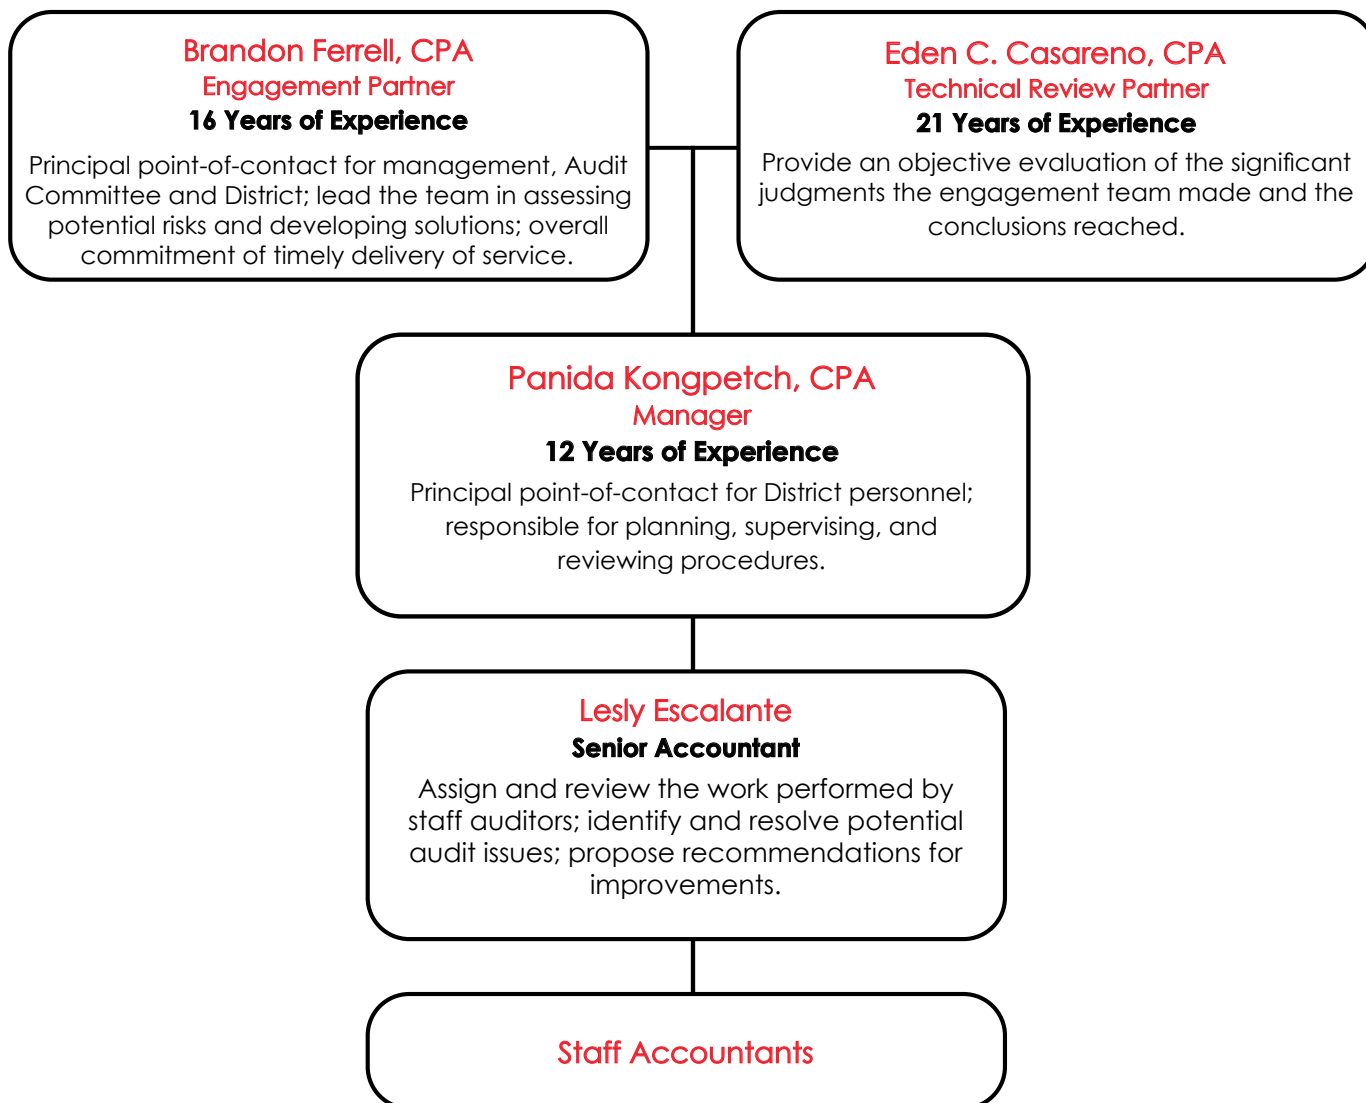 Brandon Ferrell, CPA
Engagement Partner
16 Years of Experience
Principal point-of-contact for management, Audit
Committee and District; lead the team in assessing
potential risks and developing solutions; overall
commitment of timely delivery of service.
Eden C. Casareno, CPA
Technical Review Partner
21 Years of Experience
Provide an objective evaluation of the significant
judgments the engagement team made and the
conclusions reached.
Panida Kongpetch, CPA
Manager
12 Years of Experience
Principal point-of-contact for District personnel;
responsible for planning, supervising, and
reviewing procedures.
Lesly Escalante
Senior Accountant
Assign and review the work performed by
staff auditors; identify and resolve potential
audit issues; propose recommendations for
improvements.
Staff Accountants